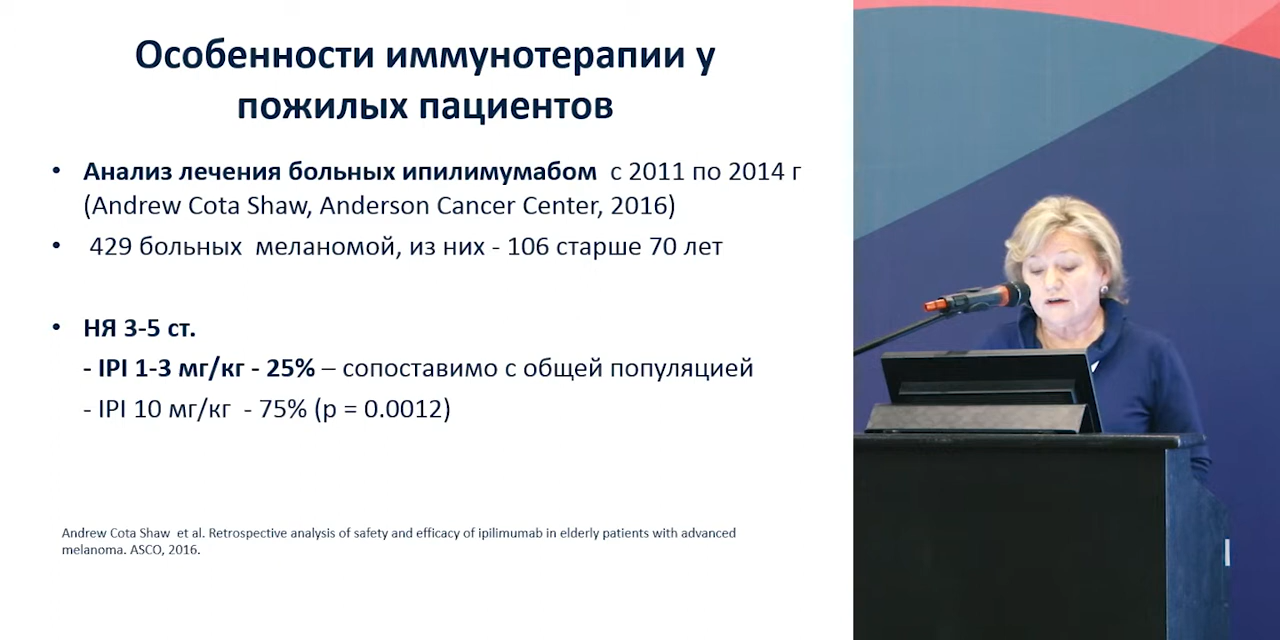 Особенности иммунотерапии у
пожилых пациентов
• Анализ лечения больных ипилимумабом с 2011 по 2014 г
(Andrew Cota Shaw, Anderson Cancer Center, 2016)
• 429 больных меланомой, из них - 106 старше 70 лет
• НЯ 3-5 ст.
- IPI 1-3 мг/кг - 25% – сопоставимо с общей популяцией
- IPI 10 мг/кг - 75% (p = 0.0012)
Andrew Cota Shaw et al. Retrospective analysis of safety and efficacy of ipilimumab in elderly patients with advanced
melanoma. ASCO, 2016.